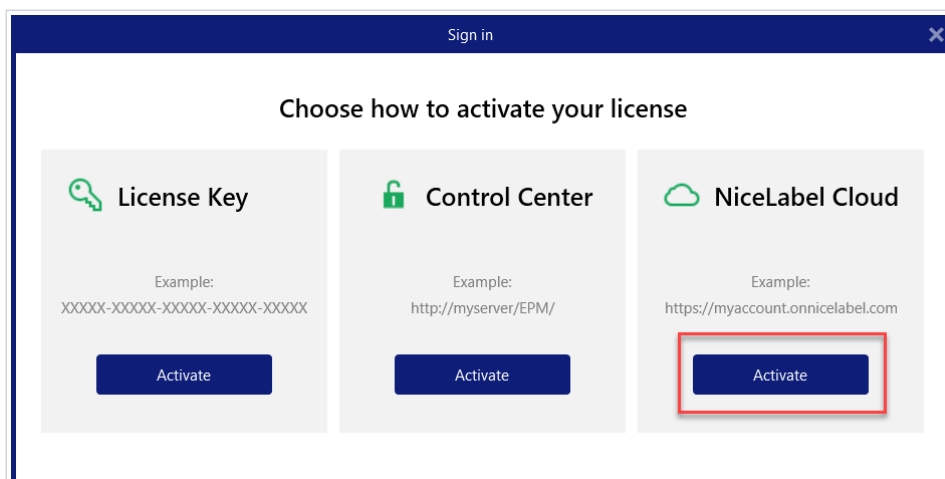 Sign in
Choose how to activate your license
License Key
Example:
XXXXX-XXXXX-XXXXX-XXXXX-XXXXX
Activate
Control Center
Example:
http://myserver/EPM/
Activate
NiceLabel Cloud
Example:
https://myaccount.onnicelabel.com
Activate